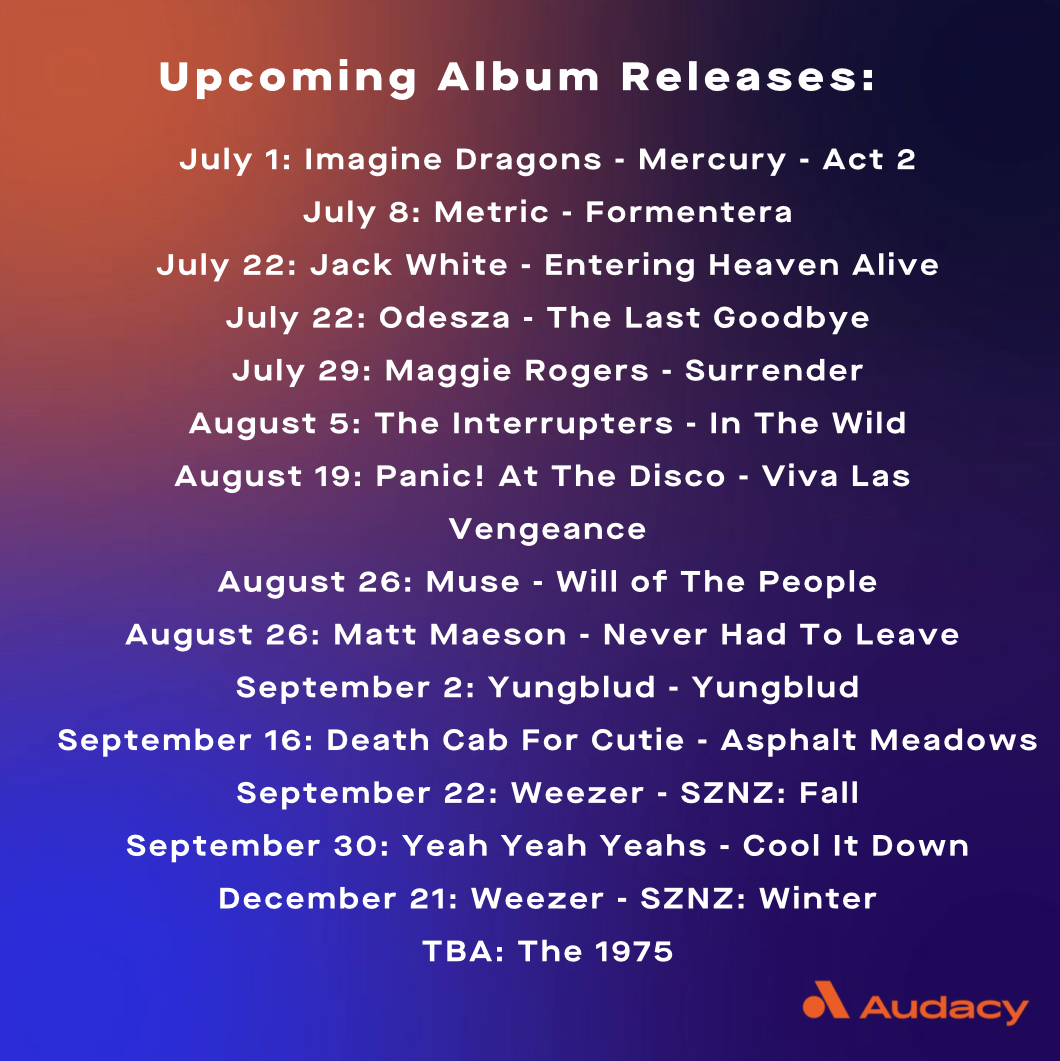 Upcoming Album Releases:
July 1: Imagine Dragons - Mercury - Act 2
July 8: Metric - Formentera
July 22: Jack White - Entering Heaven Alive
July 22: Odesza - The Last Goodbye
July 29: Maggie Rogers - Surrender
August 5: The Interrupters - In The Wild
August 19: Panic! At The Disco - Viva Las
Vengeance
August 26: Muse - Will of The People
August 26: Matt Maeson - Never Had To Leave
September 2: Yungblud - Yungblud
September 16: Death Cab For Cutie - Asphalt Meadows
September 22: Weezer - SZNZ: Fall
September 30: Yeah Yeah Yeahs - Cool It Down
December 21: Weezer - SZNZ: Winter
TBA: The 1975
Audacy